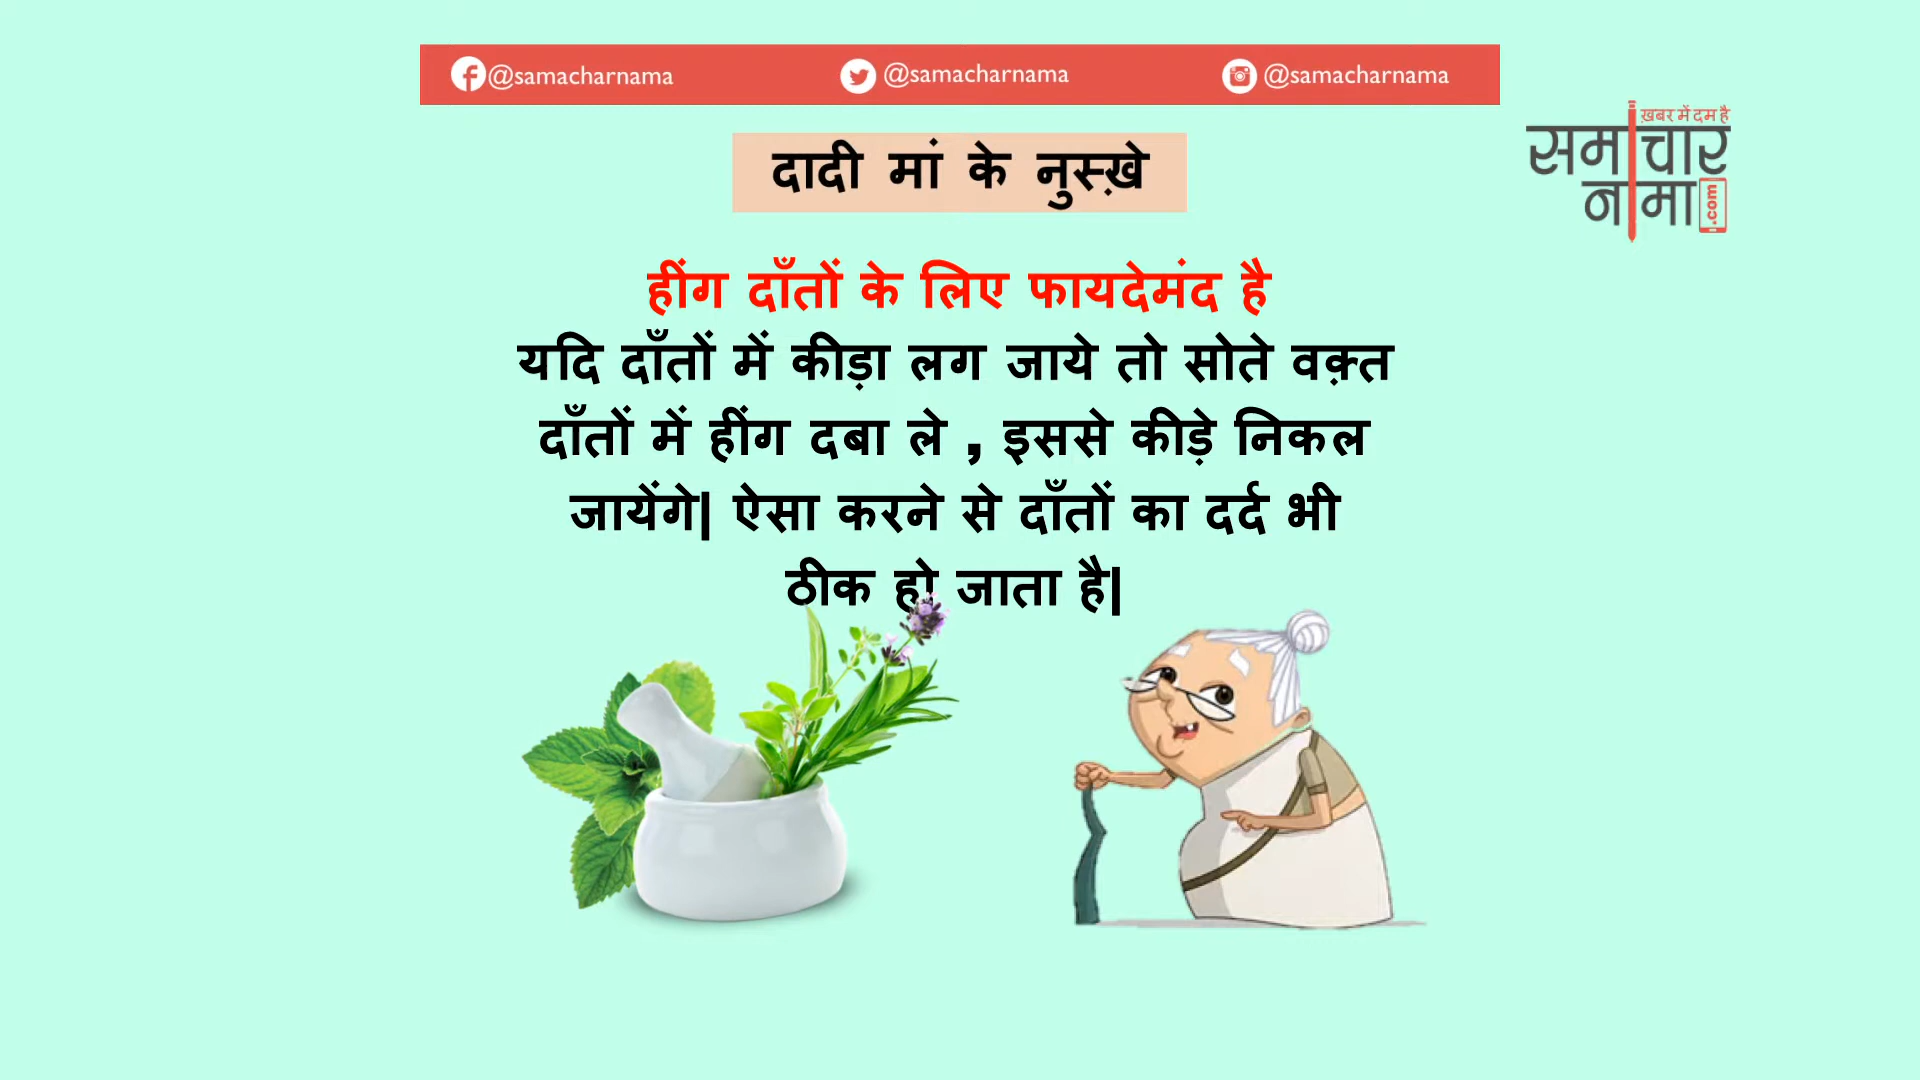 @samacharnama @samacharnama @samacharnama
ख़बर में दम है
समाचार
नामा.com
दादी मां के नुस्ख़े
हींग दाँतों के लिए फायदेमंद है
यदि दाँतों में कीड़ा लग जाये तो सोते वक़्त
दाँतों में हींग दबा ले , इससे कीड़े निकल
जायेंगे| ऐसा करने से दाँतों का दर्द भी
ठीक हो जाता है|